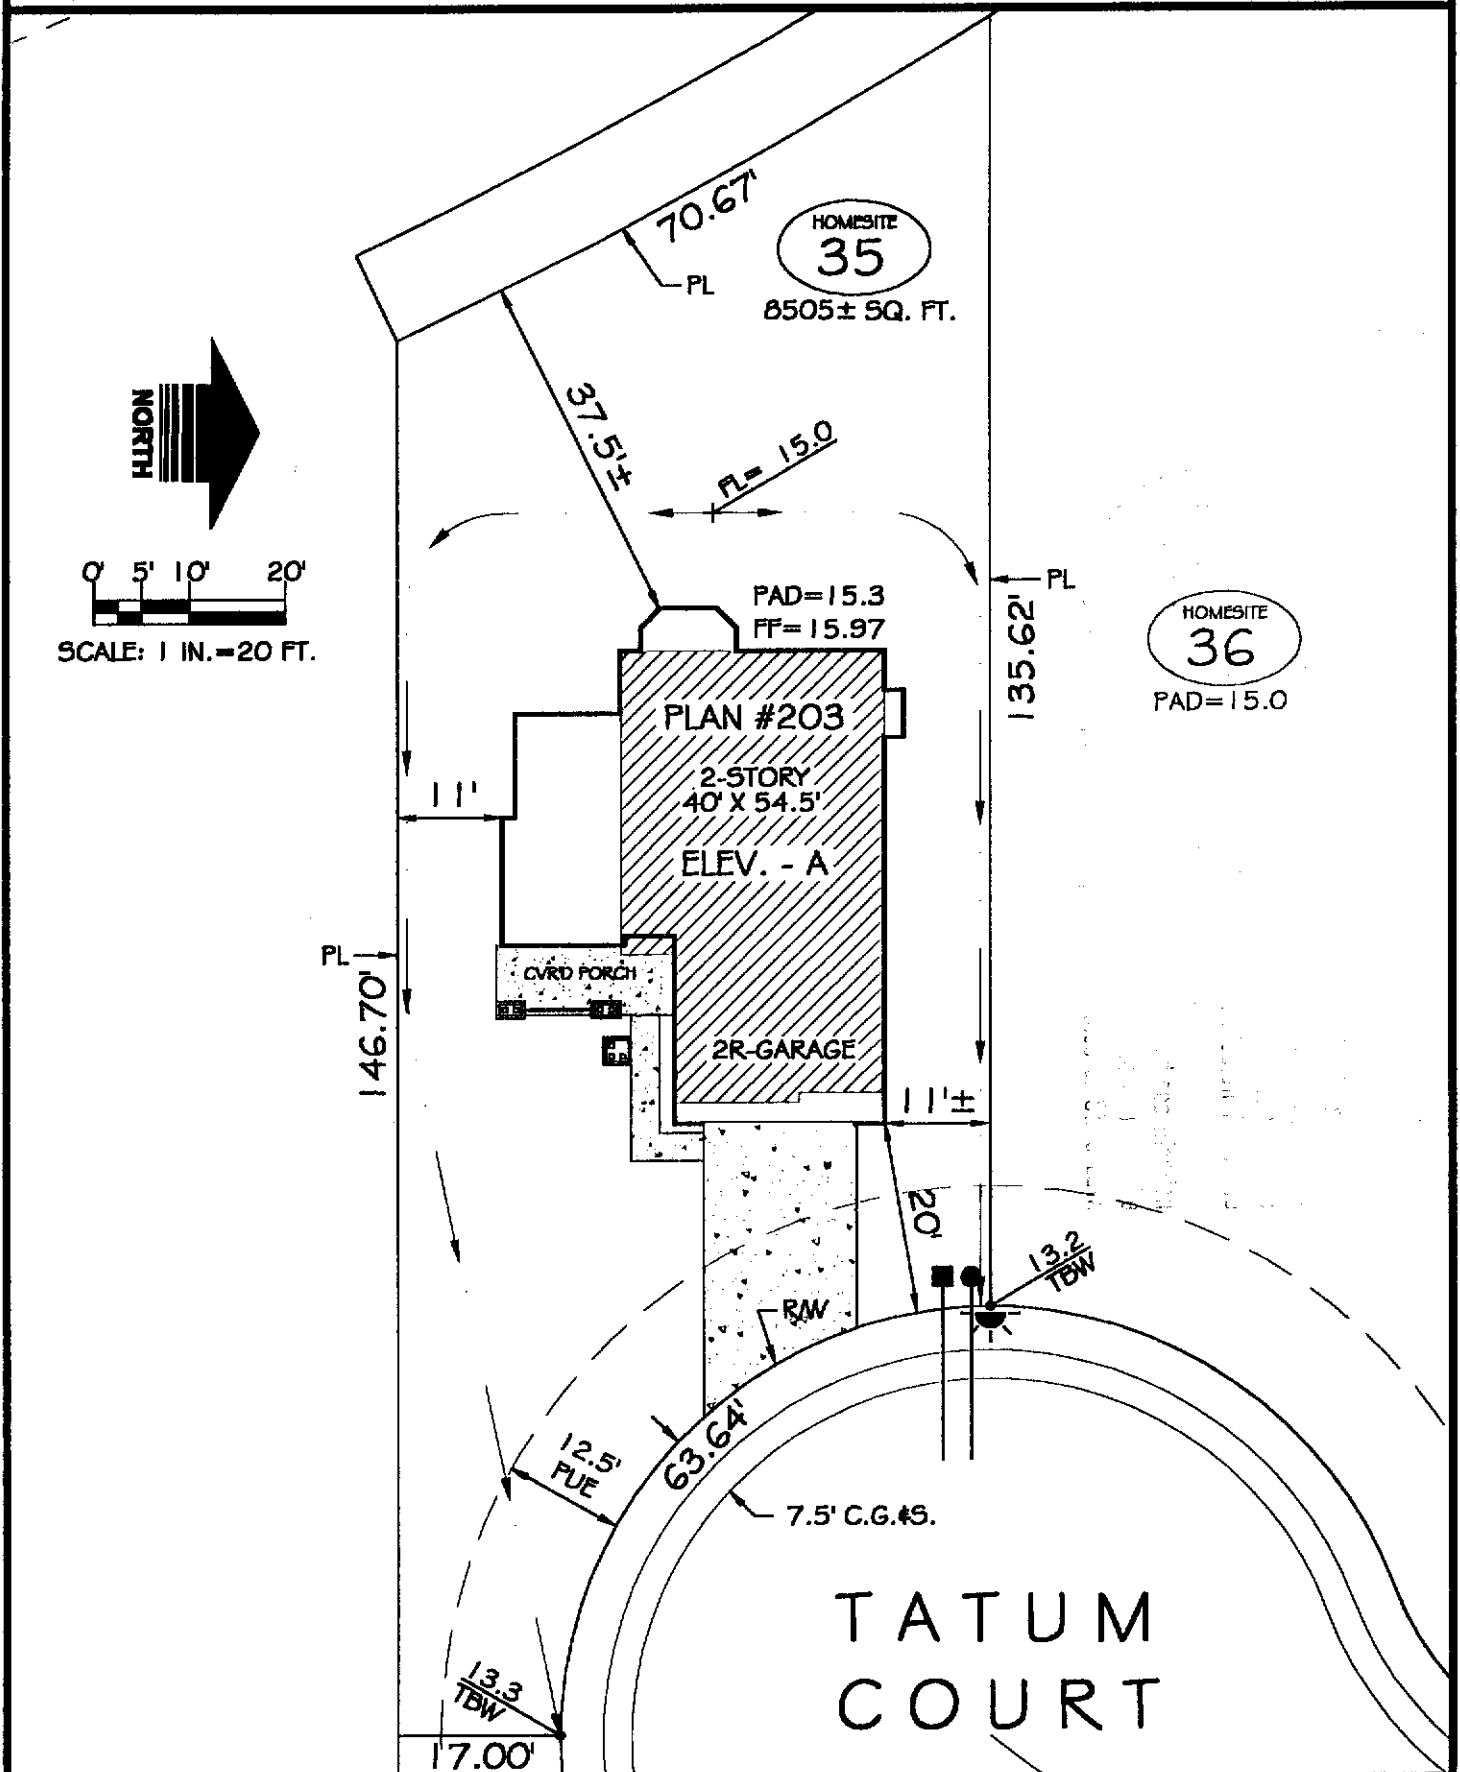 70.67'
HOMESITE
35
8505± SQ. FT.
PL
NORTH
37.5'±
FL= 15.0
0' 5' 10' 20'
SCALE: 1 IN.=20 FT.
PAD=15.3
FF=15.97
PL
135.62'
HOMESITE
36
PAD=15.0
PLAN #203
2-STORY
40' X 54.5'
ELEV. - A
11'
PL
146.70'
CVR'D PORCH
2R-GARAGE
11'±
20'
13.2
TBW
R/W
63.64'
12.5'
PUE
7.5' C.G.&S.
TATUM
COURT
13.3
TBW
17.00'